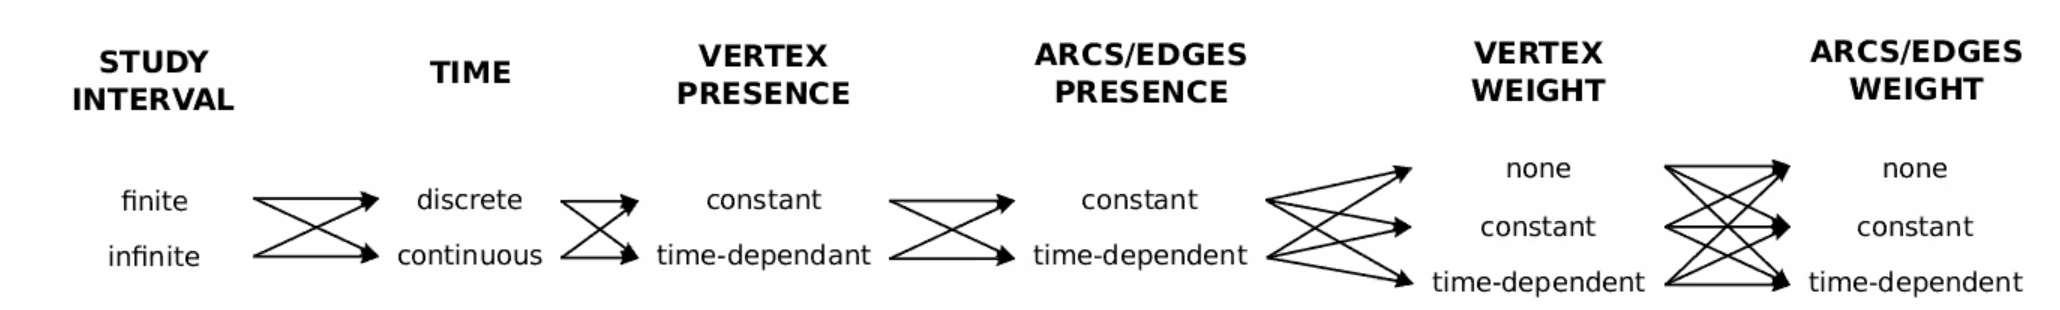 STUDY
INTERVAL
TIME
VERTEX
PRESENCE
ARCS/EDGES
PRESENCE
VERTEX
WEIGHT
ARCS/EDGES
WEIGHT
finite
infinite
discrete
continuous
constant
time-dependant
constant
time-dependent
none
constant
time-dependent
none
constant
time-dependent